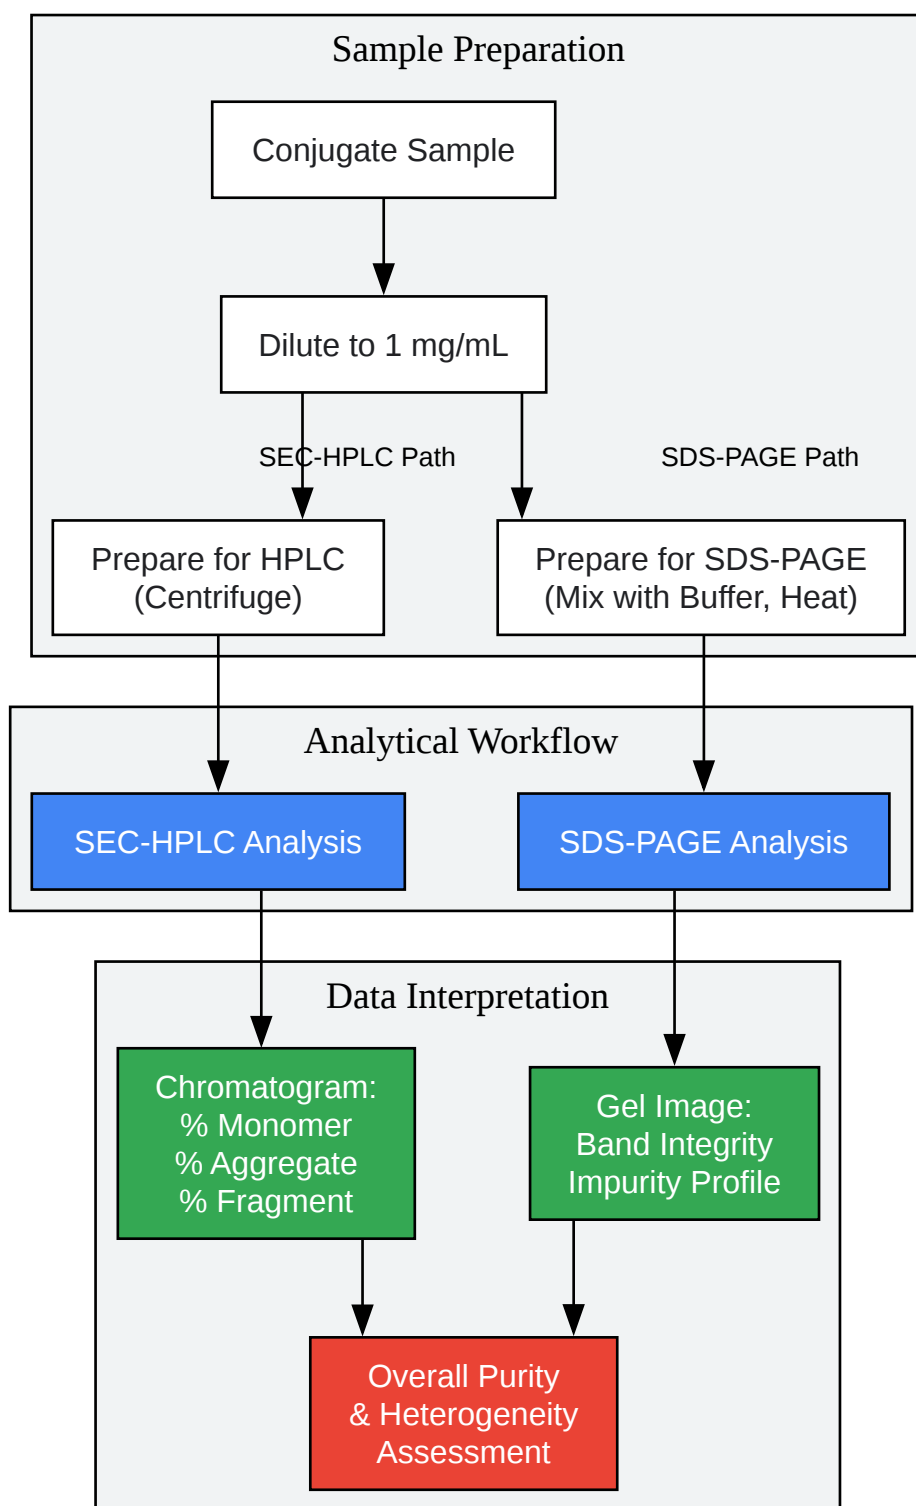 Sample Preparation
Conjugate Sample
Dilute to 1 mg/mL
SEC-HPLC Path
SDS-PAGE Path
Prepare for HPLC
(Centrifuge)
Prepare for SDS-PAGE
(Mix with Buffer, Heat)
Analytical Workflow
SEC-HPLC Analysis
SDS-PAGE Analysis
Data Interpretation
Chromatogram:
% Monomer
% Aggregate
% Fragment
Gel Image:
Band Integrity
Impurity Profile
Overall Purity
& Heterogeneity
Assessment